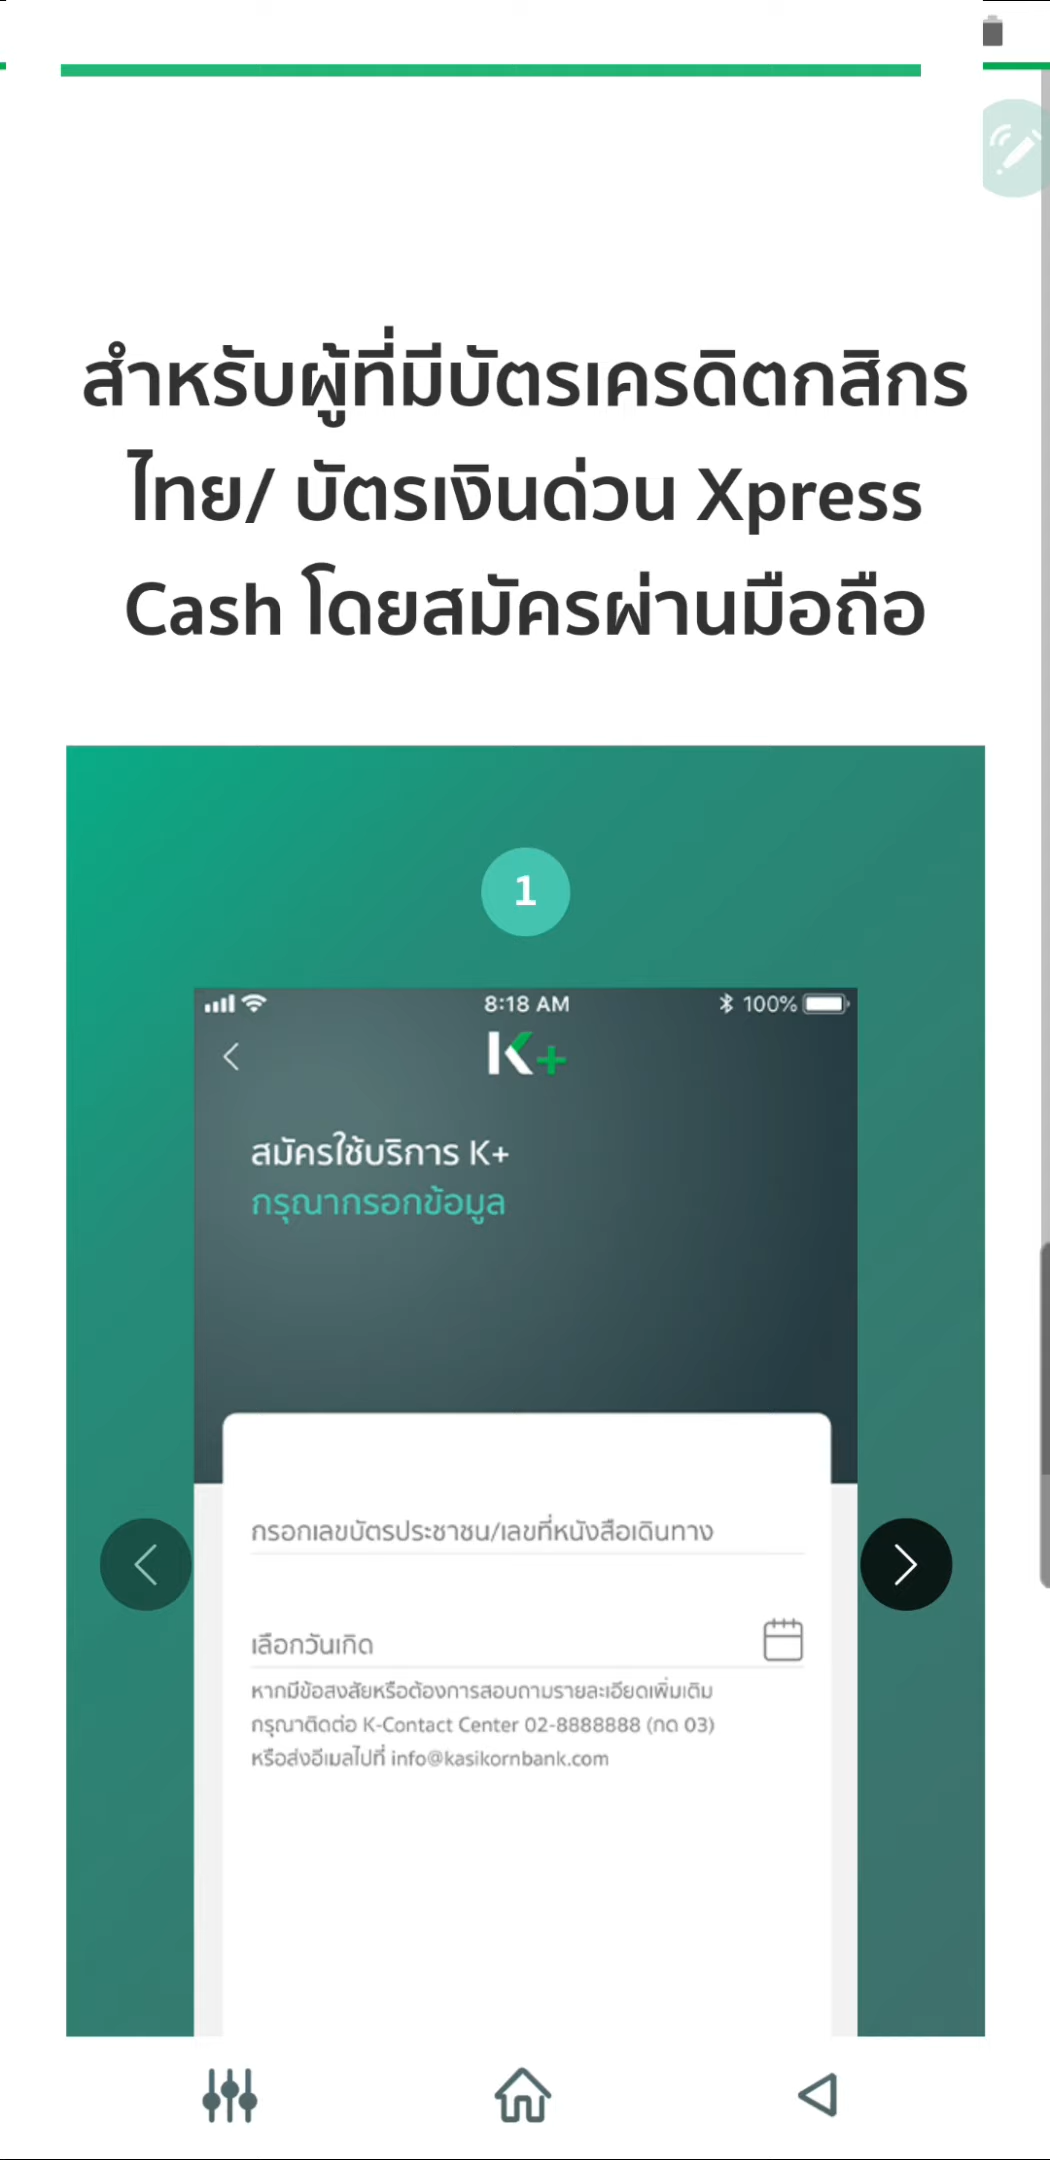 สำหรับผู้ที่มีบัตรเครดิตกสิกร
ไทย/ บัตรเงินด่วน Xpress
Cash โดยสมัครผ่านมือถือ
1
8:18 AM
100%
K+
สมัครใช้บริการ K+
กรุณากรอกข้อมูล
กรอกเลขบัตรประชาชน/เลขที่หนังสือเดินทาง
เลือกวันเกิด
หากมีข้อสงสัยหรือต้องการสอบถามรายละเอียดเพิ่มเติม
กรุณาติดต่อ K-Contact Center 02-8888888 (กด 03)
หรือส่งอีเมลไปที่ info@kasikornbank.com